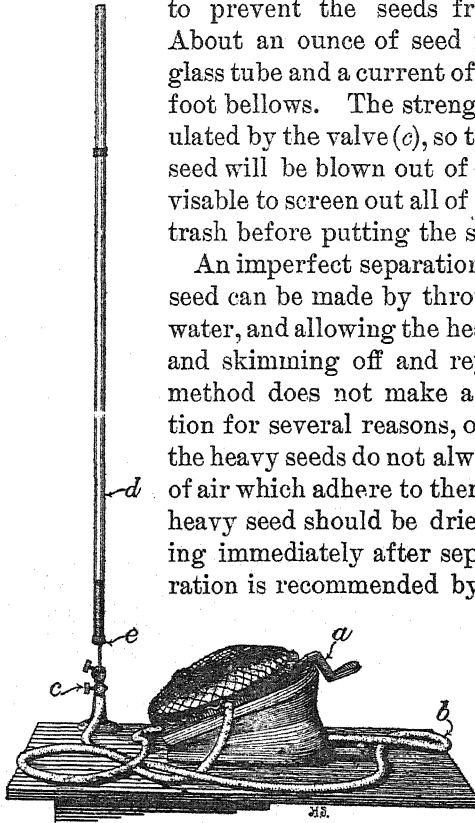 to prevent the seeds fr
About an ounce of seed
glass tube and a current of
foot bellows. The streng
ulated by the valve (c), so t
seed will be blown out of
visable to screen out all of
trash before putting the s
An imperfect separation
seed can be made by thro
water, and allowing the hea
and skimming off and re
method does not make a
tion for several reasons, o
the heavy seeds do not alw
of air which adhere to ther
heavy seed should be drie
ing immediately after sep
ration is recommended by
d
e
a
c
b